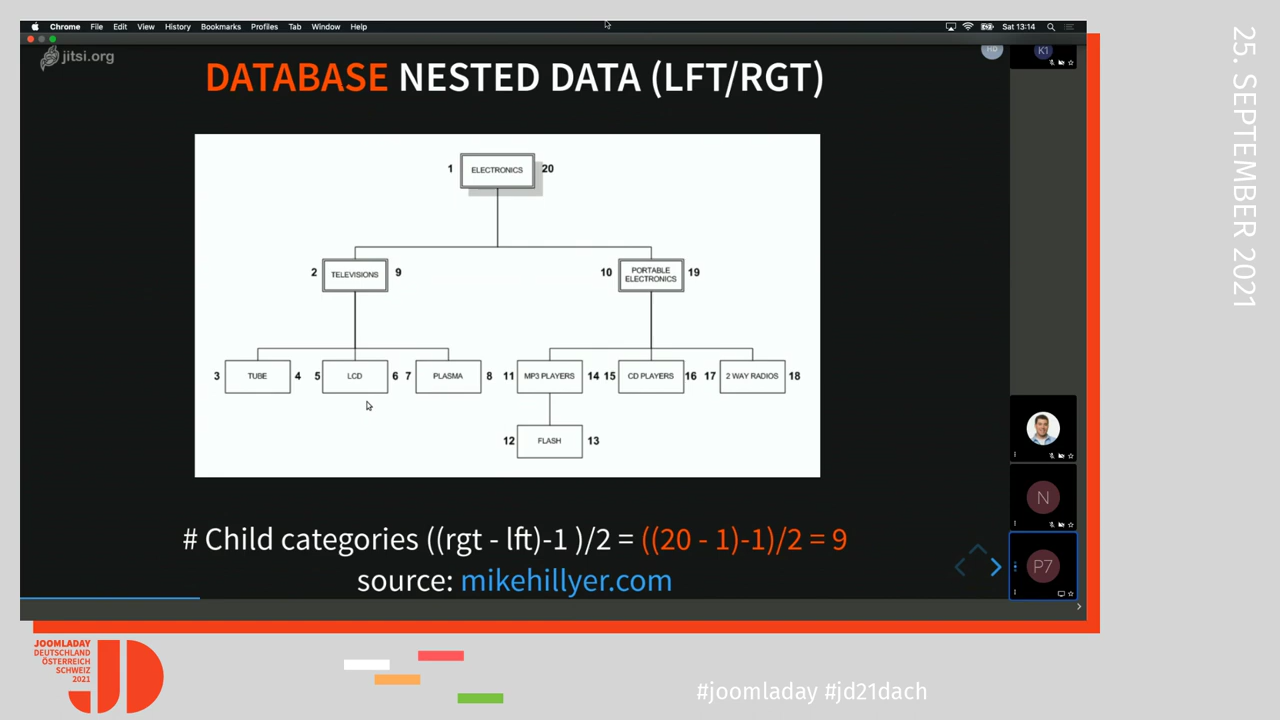 Chrome File Edit View History Bookmarks Profiles Tab Window Help
Sat 13:14
jitsi.org
DATABASE NESTED DATA (LFT/RGT)
HD
K1
1 ELECTRONICS 20
2 TELEVISIONS 9
10 PORTABLE ELECTRONICS 19
3 TUBE 4
5 LCD 6
7 PLASMA 8
11 MP3 PLAYERS 14
15 CD PLAYERS 16
17 2 WAY RADIOS 18
12 FLASH 13
# Child categories ((rgt - lft)-1 )/2 = ((20 - 1)-1)/2 = 9
source: mikehillyer.com
N
P7
25. SEPTEMBER 2021
JOOMLADAY
DEUTSCHLAND
ÖSTERREICH
SCHWEIZ
2021
JD
#joomladay #jd21dach